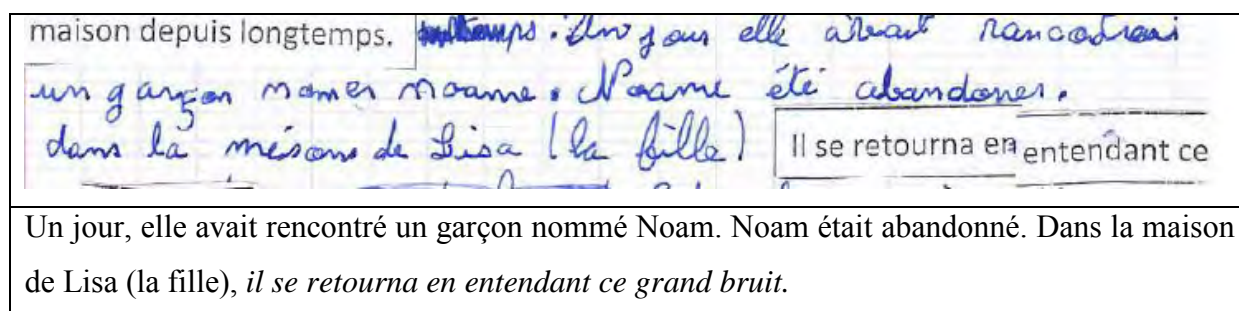 maison depuis longtemps. temps. Un jour elle avait rancontrai
un garçon nomer noame. Noame été abandoner.
dans la mésons de Lisa (la fille) Il se retourna en entendant ce
Un jour, elle avait rencontré un garçon nommé Noam. Noam était abandonné. Dans la maison
de Lisa (la fille), il se retourna en entendant ce grand bruit.